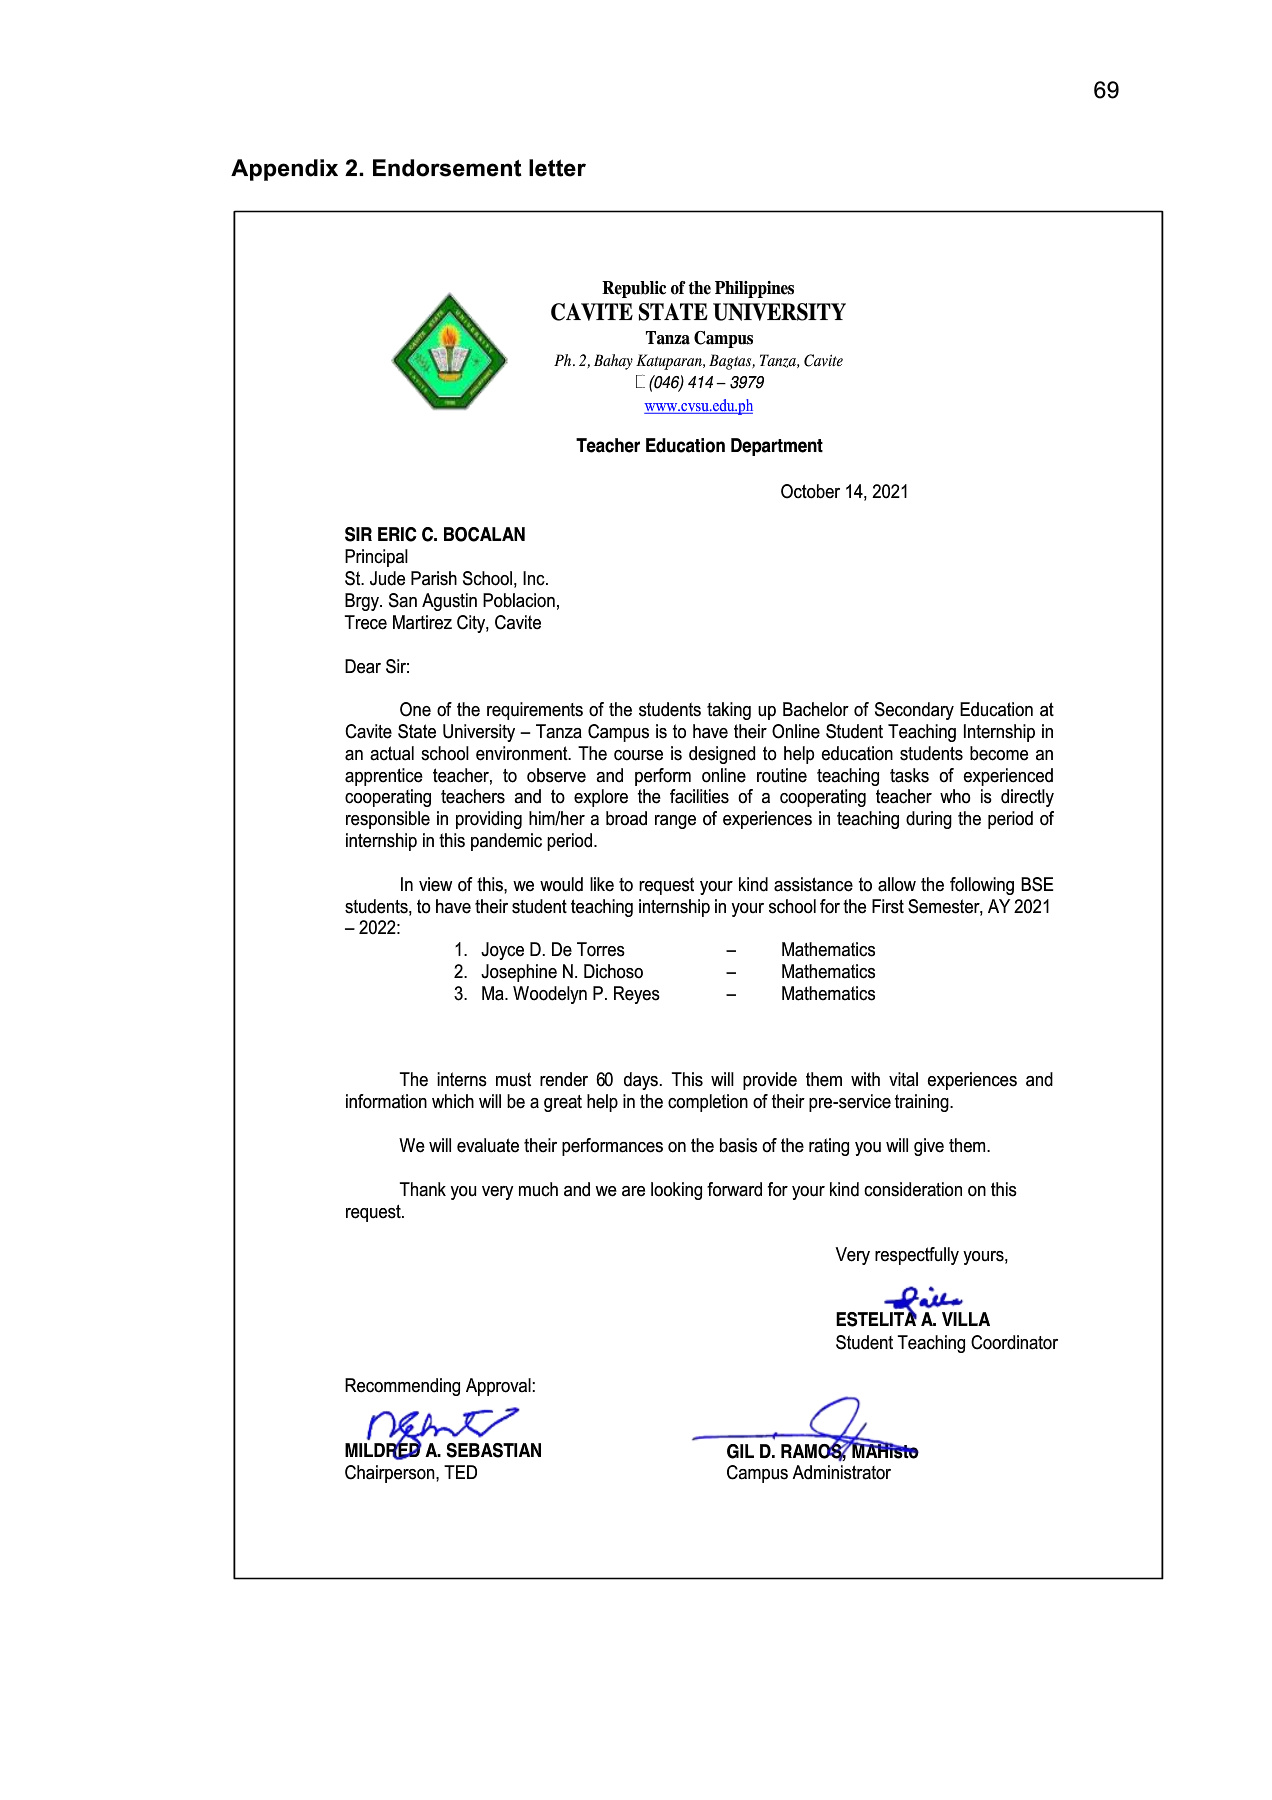 69
Appendix 2. Endorsement letter
Republic of the Philippines
CAVITE STATE UNIVERSITY
Tanza Campus
Ph. 2, Bahay Katuparan, Bagtas, Tanza, Cavite
(046) 414 – 3979
www.cvsu.edu.ph
Teacher Education Department
October 14, 2021
SIR ERIC C. BOCALAN
Principal
St. Jude Parish School, Inc.
Brgy. San Agustin Poblacion,
Trece Martirez City, Cavite
Dear Sir:
One of the requirements of the students taking up Bachelor of Secondary Education at
Cavite State University – Tanza Campus is to have their Online Student Teaching Internship in
an actual school environment. The course is designed to help education students become an
apprentice teacher, to observe and perform online routine teaching tasks of experienced
cooperating teachers and to explore the facilities of a cooperating teacher who is directly
responsible in providing him/her a broad range of experiences in teaching during the period of
internship in this pandemic period.
In view of this, we would like to request your kind assistance to allow the following BSE
students, to have their student teaching internship in your school for the First Semester, AY 2021
– 2022:
1. Joyce D. De Torres – Mathematics
2. Josephine N. Dichoso – Mathematics
3. Ma. Woodelyn P. Reyes – Mathematics
The interns must render 60 days. This will provide them with vital experiences and
information which will be a great help in the completion of their pre-service training.
We will evaluate their performances on the basis of the rating you will give them.
Thank you very much and we are looking forward for your kind consideration on this
request.
Very respectfully yours,
ESTELITA A. VILLA
Student Teaching Coordinator
Recommending Approval:
MILDRED A. SEBASTIAN GIL D. RAMOS, MAHisto
Chairperson, TED Campus Administrator